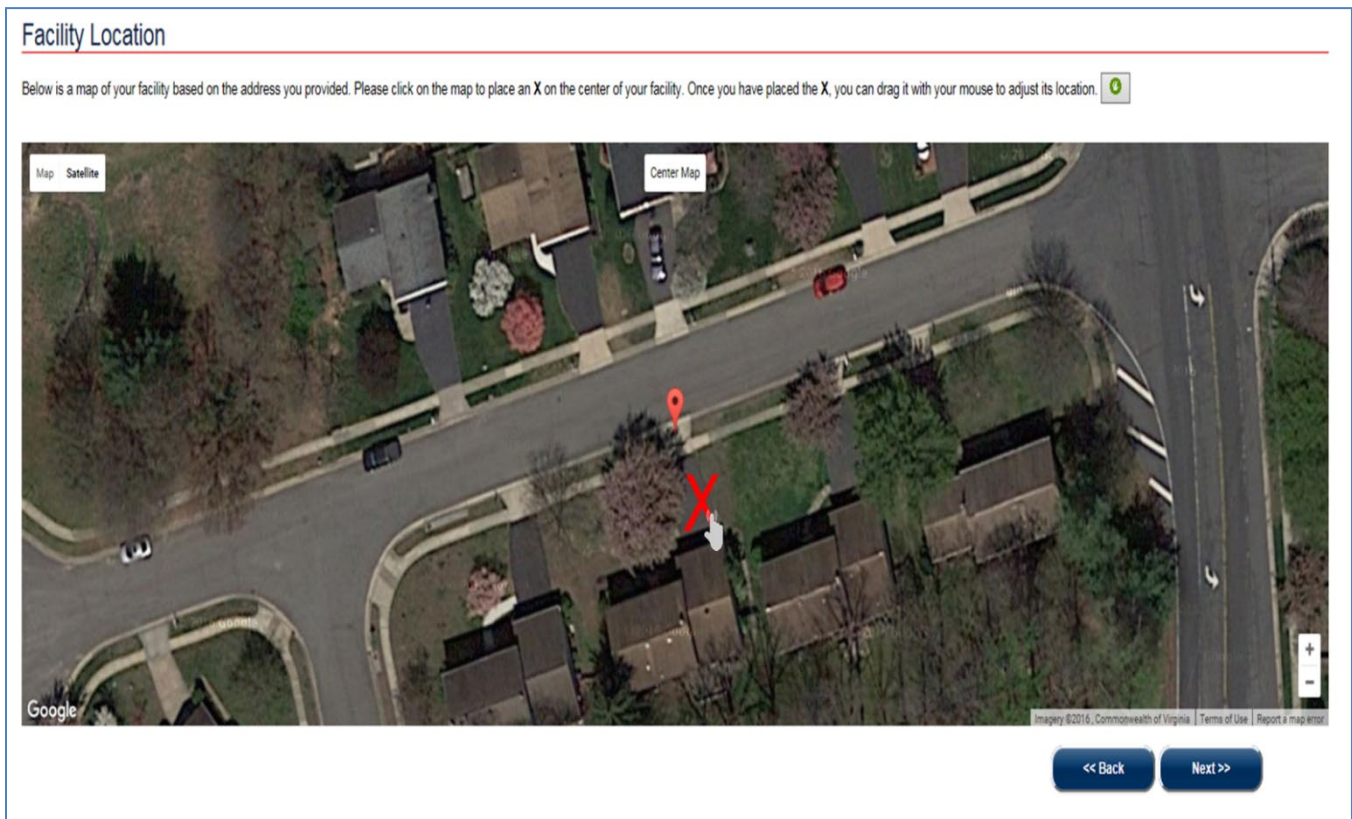 Facility Location
Below is a map of your facility based on the address you provided. Please click on the map to place an X on the center of your facility. Once you have placed the X, you can drag it with your mouse to adjust its location.
Map Satellite
Center Map
X
+
−
Google
Imagery ©2016 , Commonwealth of Virginia Terms of Use Report a map error
<< Back Next >>